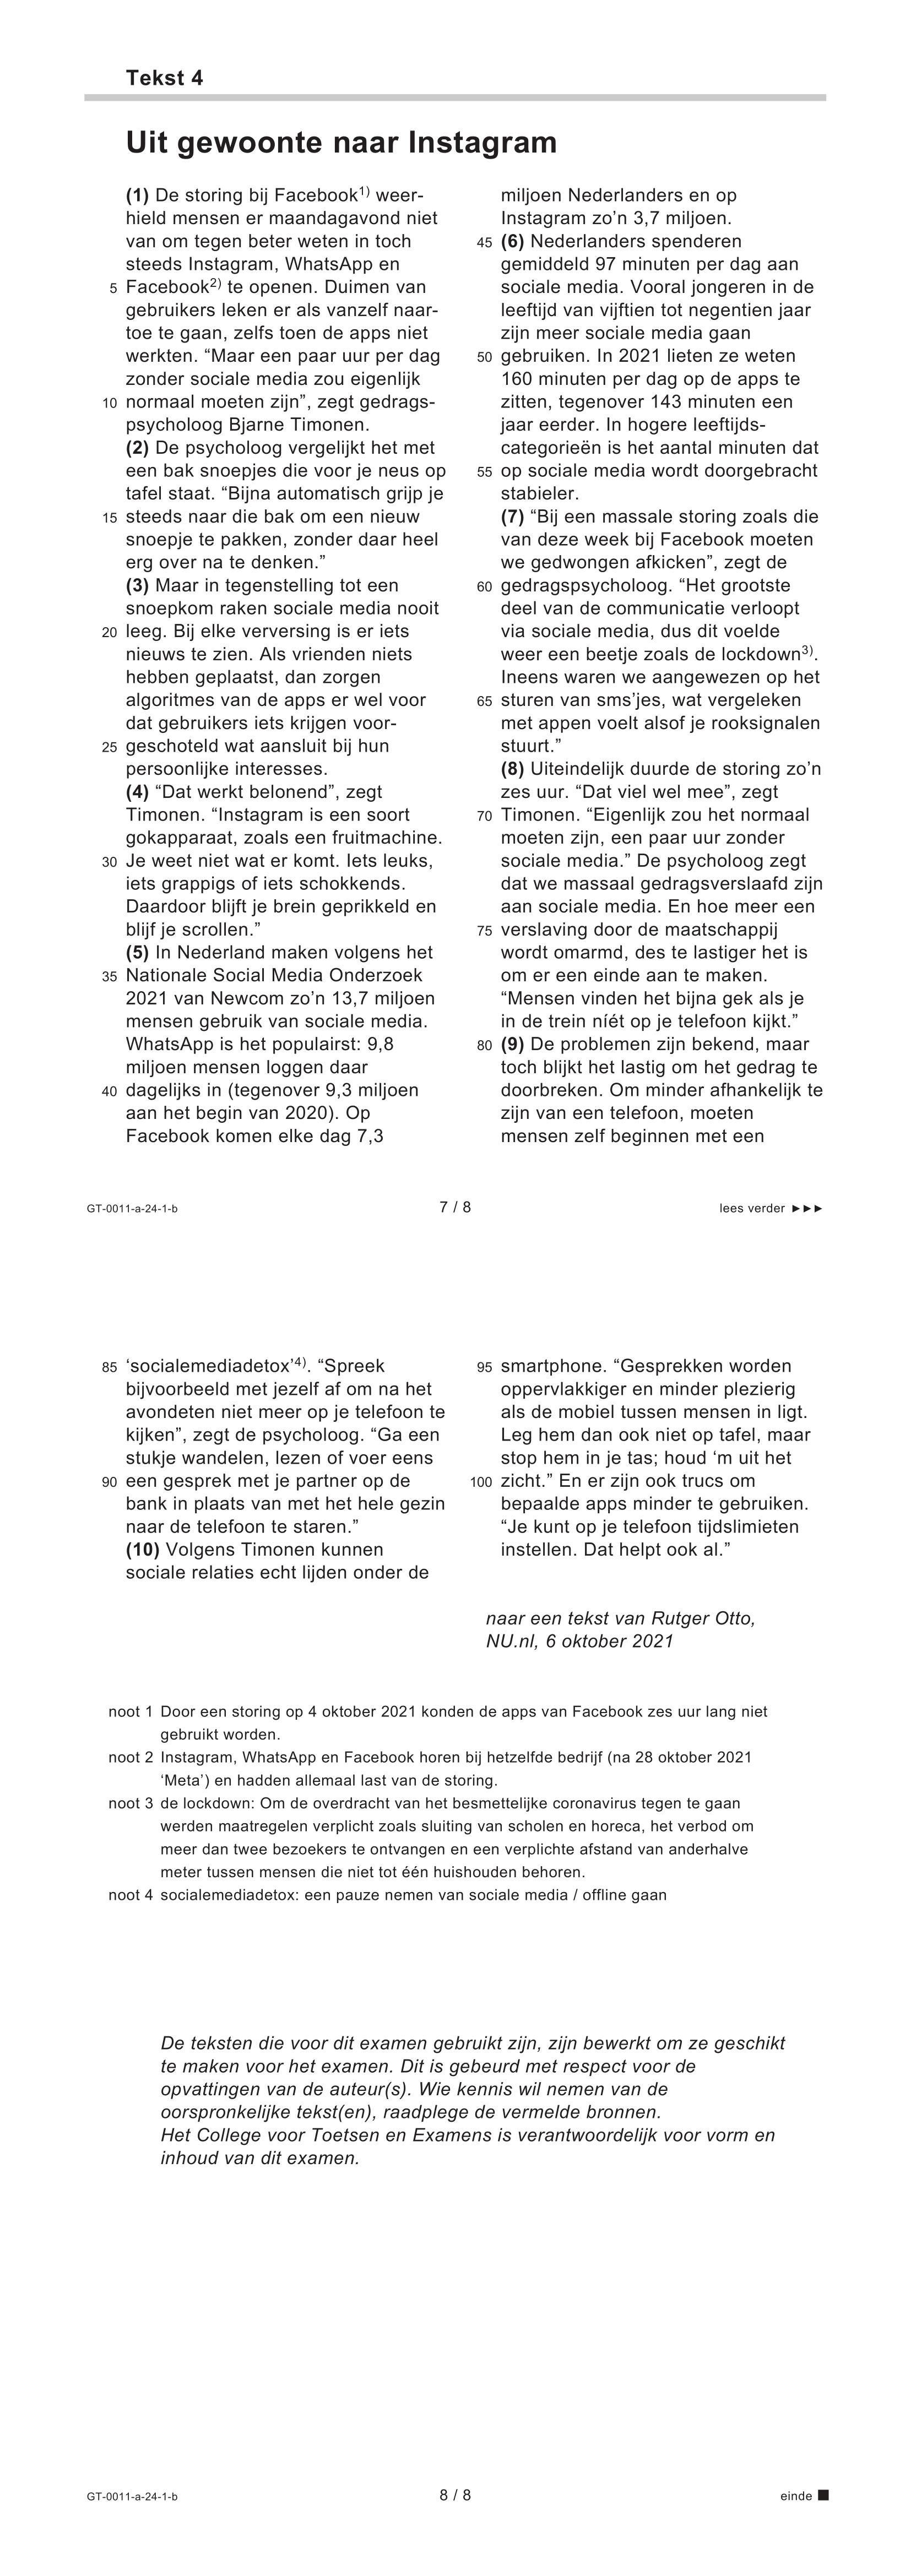 Tekst 4
Uit gewoonte naar Instagram
(1) De storing bij Facebook1) weer-
hield mensen er maandagavond niet
van om tegen beter weten in toch
steeds Instagram, WhatsApp en
5 Facebook2) te openen. Duimen van
gebruikers leken er als vanzelf naar-
toe te gaan, zelfs toen de apps niet
werkten. “Maar een paar uur per dag
zonder sociale media zou eigenlijk
10 normaal moeten zijn”, zegt gedrags-
psycholoog Bjarne Timonen.
(2) De psycholoog vergelijkt het met
een bak snoepjes die voor je neus op
tafel staat. “Bijna automatisch grijp je
15 steeds naar die bak om een nieuw
snoepje te pakken, zonder daar heel
erg over na te denken.”
(3) Maar in tegenstelling tot een
snoepkom raken sociale media nooit
20 leeg. Bij elke verversing is er iets
nieuws te zien. Als vrienden niets
hebben geplaatst, dan zorgen
algoritmes van de apps er wel voor
dat gebruikers iets krijgen voor-
25 geschoteld wat aansluit bij hun
persoonlijke interesses.
(4) “Dat werkt belonend”, zegt
Timonen. “Instagram is een soort
gokapparaat, zoals een fruitmachine.
30 Je weet niet wat er komt. Iets leuks,
iets grappigs of iets schokkends.
Daardoor blijft je brein geprikkeld en
blijf je scrollen.”
(5) In Nederland maken volgens het
35 Nationale Social Media Onderzoek
2021 van Newcom zo’n 13,7 miljoen
mensen gebruik van sociale media.
WhatsApp is het populairst: 9,8
miljoen mensen loggen daar
40 dagelijks in (tegenover 9,3 miljoen
aan het begin van 2020). Op
Facebook komen elke dag 7,3
miljoen Nederlanders en op
Instagram zo’n 3,7 miljoen.
45 (6) Nederlanders spenderen
gemiddeld 97 minuten per dag aan
sociale media. Vooral jongeren in de
leeftijd van vijftien tot negentien jaar
zijn meer sociale media gaan
50 gebruiken. In 2021 lieten ze weten
160 minuten per dag op de apps te
zitten, tegenover 143 minuten een
jaar eerder. In hogere leeftijds-
categorieën is het aantal minuten dat
55 op sociale media wordt doorgebracht
stabieler.
(7) “Bij een massale storing zoals die
van deze week bij Facebook moeten
we gedwongen afkicken”, zegt de
60 gedragspsycholoog. “Het grootste
deel van de communicatie verloopt
via sociale media, dus dit voelde
weer een beetje zoals de lockdown3).
Ineens waren we aangewezen op het
65 sturen van sms’jes, wat vergeleken
met appen voelt alsof je rooksignalen
stuurt.”
(8) Uiteindelijk duurde de storing zo’n
zes uur. “Dat viel wel mee”, zegt
70 Timonen. “Eigenlijk zou het normaal
moeten zijn, een paar uur zonder
sociale media.” De psycholoog zegt
dat we massaal gedragsverslaafd zijn
aan sociale media. En hoe meer een
75 verslaving door de maatschappij
wordt omarmd, des te lastiger het is
om er een einde aan te maken.
“Mensen vinden het bijna gek als je
in de trein níét op je telefoon kijkt.”
80 (9) De problemen zijn bekend, maar
toch blijkt het lastig om het gedrag te
doorbreken. Om minder afhankelijk te
zijn van een telefoon, moeten
mensen zelf beginnen met een
GT-0011-a-24-1-b
7 / 8
lees verder ►►►
85 ‘socialemediadetox’4). “Spreek
bijvoorbeeld met jezelf af om na het
avondeten niet meer op je telefoon te
kijken”, zegt de psycholoog. “Ga een
stukje wandelen, lezen of voer eens
90 een gesprek met je partner op de
bank in plaats van met het hele gezin
naar de telefoon te staren.”
(10) Volgens Timonen kunnen
sociale relaties echt lijden onder de
95 smartphone. “Gesprekken worden
oppervlakkiger en minder plezierig
als de mobiel tussen mensen in ligt.
Leg hem dan ook niet op tafel, maar
stop hem in je tas; houd ‘m uit het
100 zicht.” En er zijn ook trucs om
bepaalde apps minder te gebruiken.
“Je kunt op je telefoon tijdslimieten
instellen. Dat helpt ook al.”
naar een tekst van Rutger Otto,
NU.nl, 6 oktober 2021
noot 1 Door een storing op 4 oktober 2021 konden de apps van Facebook zes uur lang niet
gebruikt worden.
noot 2 Instagram, WhatsApp en Facebook horen bij hetzelfde bedrijf (na 28 oktober 2021
‘Meta’) en hadden allemaal last van de storing.
noot 3 de lockdown: Om de overdracht van het besmettelijke coronavirus tegen te gaan
werden maatregelen verplicht zoals sluiting van scholen en horeca, het verbod om
meer dan twee bezoekers te ontvangen en een verplichte afstand van anderhalve
meter tussen mensen die niet tot één huishouden behoren.
noot 4 socialemediadetox: een pauze nemen van sociale media / offline gaan
De teksten die voor dit examen gebruikt zijn, zijn bewerkt om ze geschikt
te maken voor het examen. Dit is gebeurd met respect voor de
opvattingen van de auteur(s). Wie kennis wil nemen van de
oorspronkelijke tekst(en), raadplege de vermelde bronnen.
Het College voor Toetsen en Examens is verantwoordelijk voor vorm en
inhoud van dit examen.
GT-0011-a-24-1-b
8 / 8
einde ■